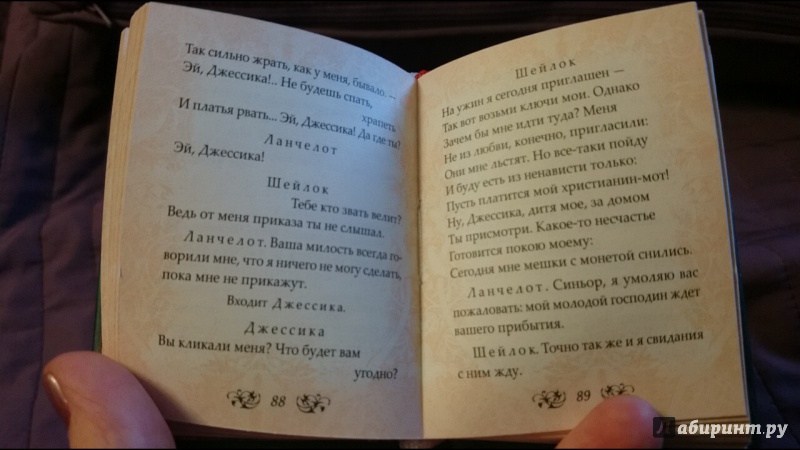 Так сильно жрать, как у меня, бывало. —
Эй, Джессика!.. Не будешь спать,
храпеть
И платья рвать... Эй, Джессика! Да где ты?
Ланчелот
Эй, Джессика!
Шейлок
Тебе кто звать велит?
Ведь от меня приказа ты не слышал.
Ланчелот. Ваша милость всегда го-
ворили мне, что я ничего не могу сделать,
пока мне не прикажут.
Входит Джессика.
Джессика
Вы кликали меня? Что будет вам
угодно?
88
Шейлок
На ужин я сегодня приглашен —
Так вот возьми ключи мои. Однако
Зачем бы мне идти туда? Меня
Не из любви, конечно, пригласили:
Они мне льстят. Но все-таки пойду
И буду есть из ненависти только:
Пусть платится мой христианин-мот!
Ну, Джессика, дитя мое, за домом
Ты присмотри. Какое-то несчастье
Готовится покою моему:
Сегодня мне мешки с монетой снились.
Ланчелот. Синьор, я умоляю вас
пожаловать: мой молодой господин ждет
вашего прибытия.
Шейлок. Точно так же и я свидания
с ним жду.
89
Лабиринт.ру